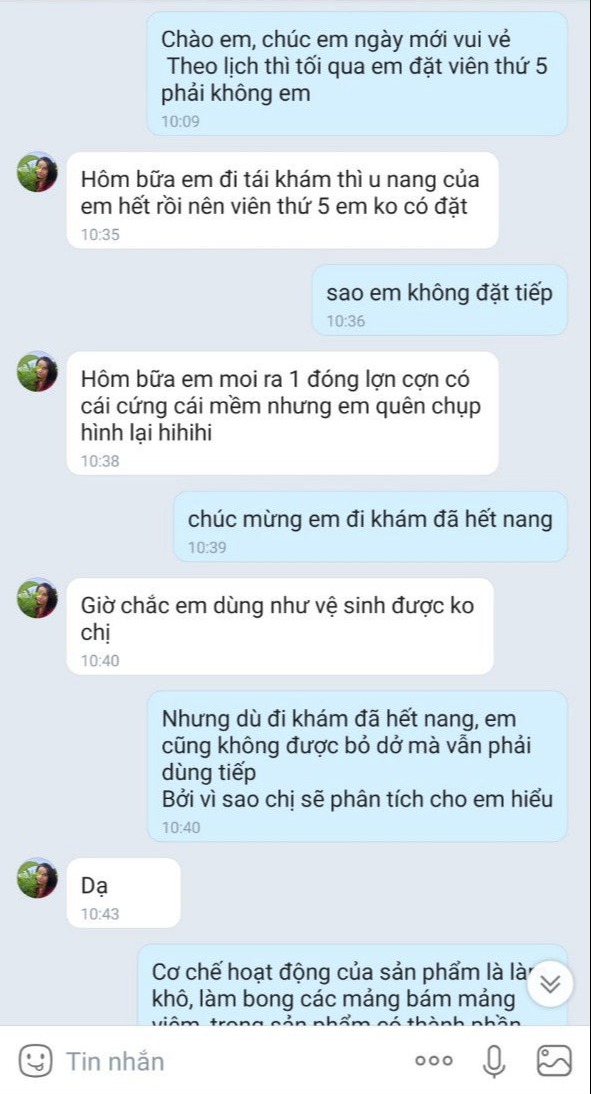 Chào em, chúc em ngày mới vui vẻ
Theo lịch thì tối qua em đặt viên thứ 5
phải không em
10:09
Hôm bữa em đi tái khám thì u nang của
em hết rồi nên viên thứ 5 em ko có đặt
10:35
sao em không đặt tiếp
10:36
Hôm bữa em moi ra 1 đóng lợn cợn có
cái cứng cái mềm nhưng em quên chụp
hình lại hihihi
10:38
chúc mừng em đi khám đã hết nang
10:39
Giờ chắc em dùng như vệ sinh được ko
chị
10:40
Nhưng dù đi khám đã hết nang, em
cũng không được bỏ dở mà vẫn phải
dùng tiếp
Bởi vì sao chị sẽ phân tích cho em hiểu
10:40
Dạ
10:43
Cơ chế hoạt động của sản phẩm là
khô, làm bong các mảng bám mảng
viêm, trong sản phẩm có thành phần
Tin nhắn